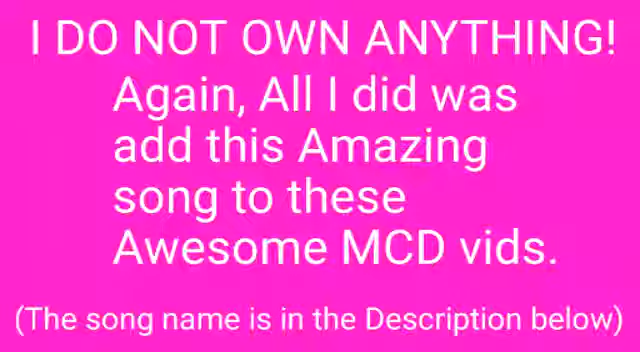 I DO NOT OWN ANYTHING!
Again, All I did was
add this Amazing
song to these
Awesome MCD vids.
(The song name is in the Description below)